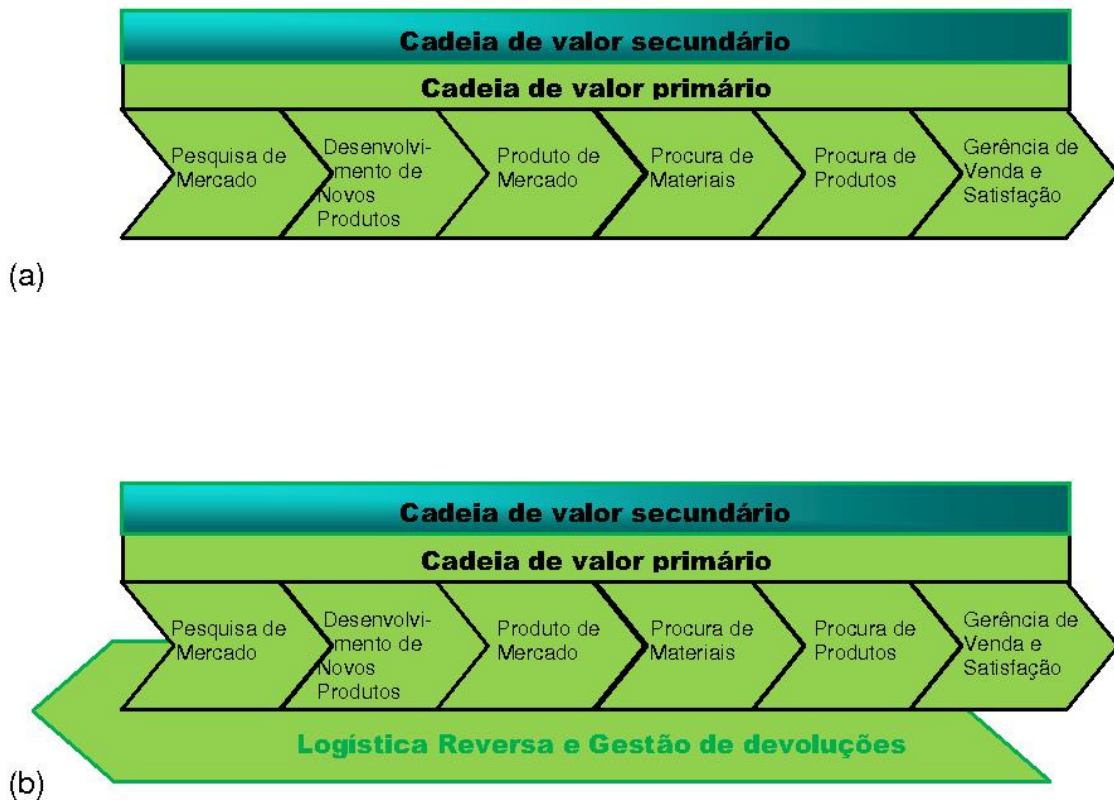 Cadeia de valor secundário
Cadeia de valor primário
Pesquisa de
Mercado
Desenvolvi-
mento de
Novos
Produtos
Produto de
Mercado
Procura de
Materiais
Procura de
Produtos
Gerência de
Venda e
Satisfação
(a)
Cadeia de valor secundário
Cadeia de valor primário
Pesquisa de
Mercado
Desenvolvi-
mento de
Novos
Produtos
Produto de
Mercado
Procura de
Materiais
Procura de
Produtos
Gerência de
Venda e
Satisfação
Logística Reversa e Gestão de devoluções
(b)